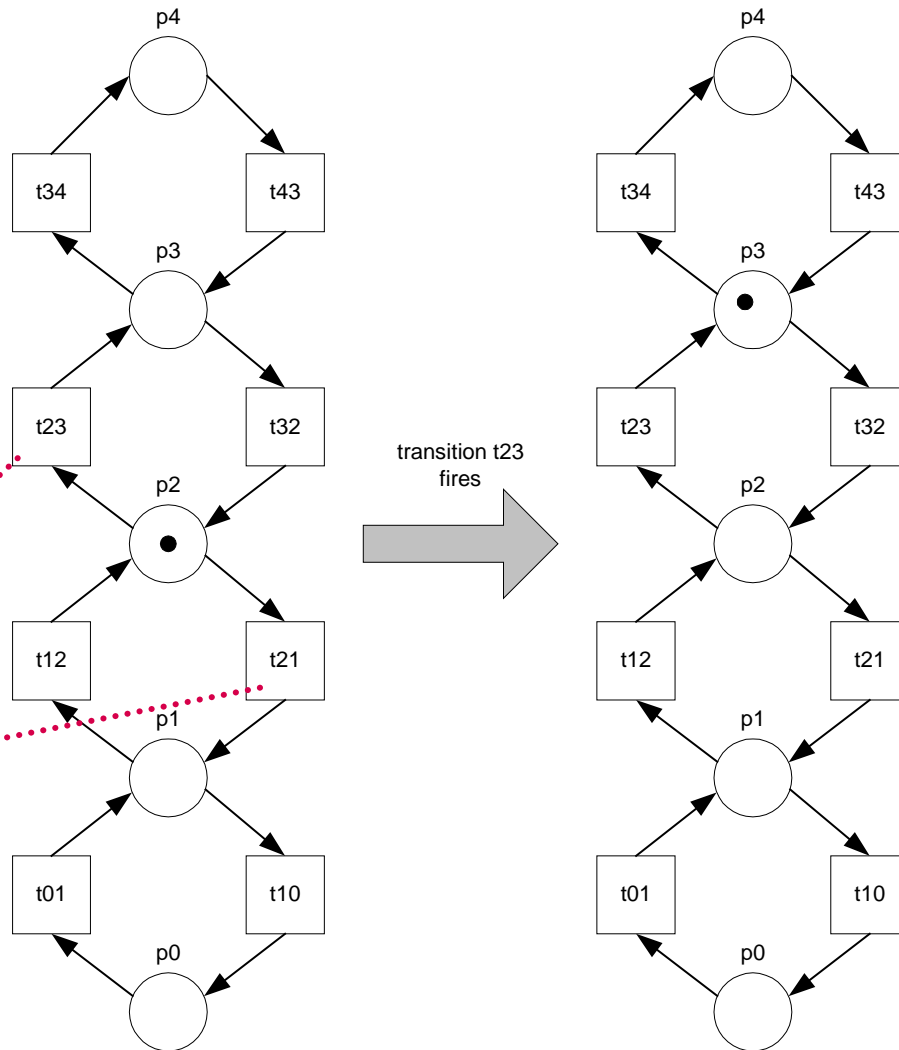 p4
t34 t43
p3
t23 t32
p2
t12 t21
p1
t01 t10
p0
transition t23
fires
p4
t34 t43
p3
t23 t32
p2
t12 t21
p1
t01 t10
p0